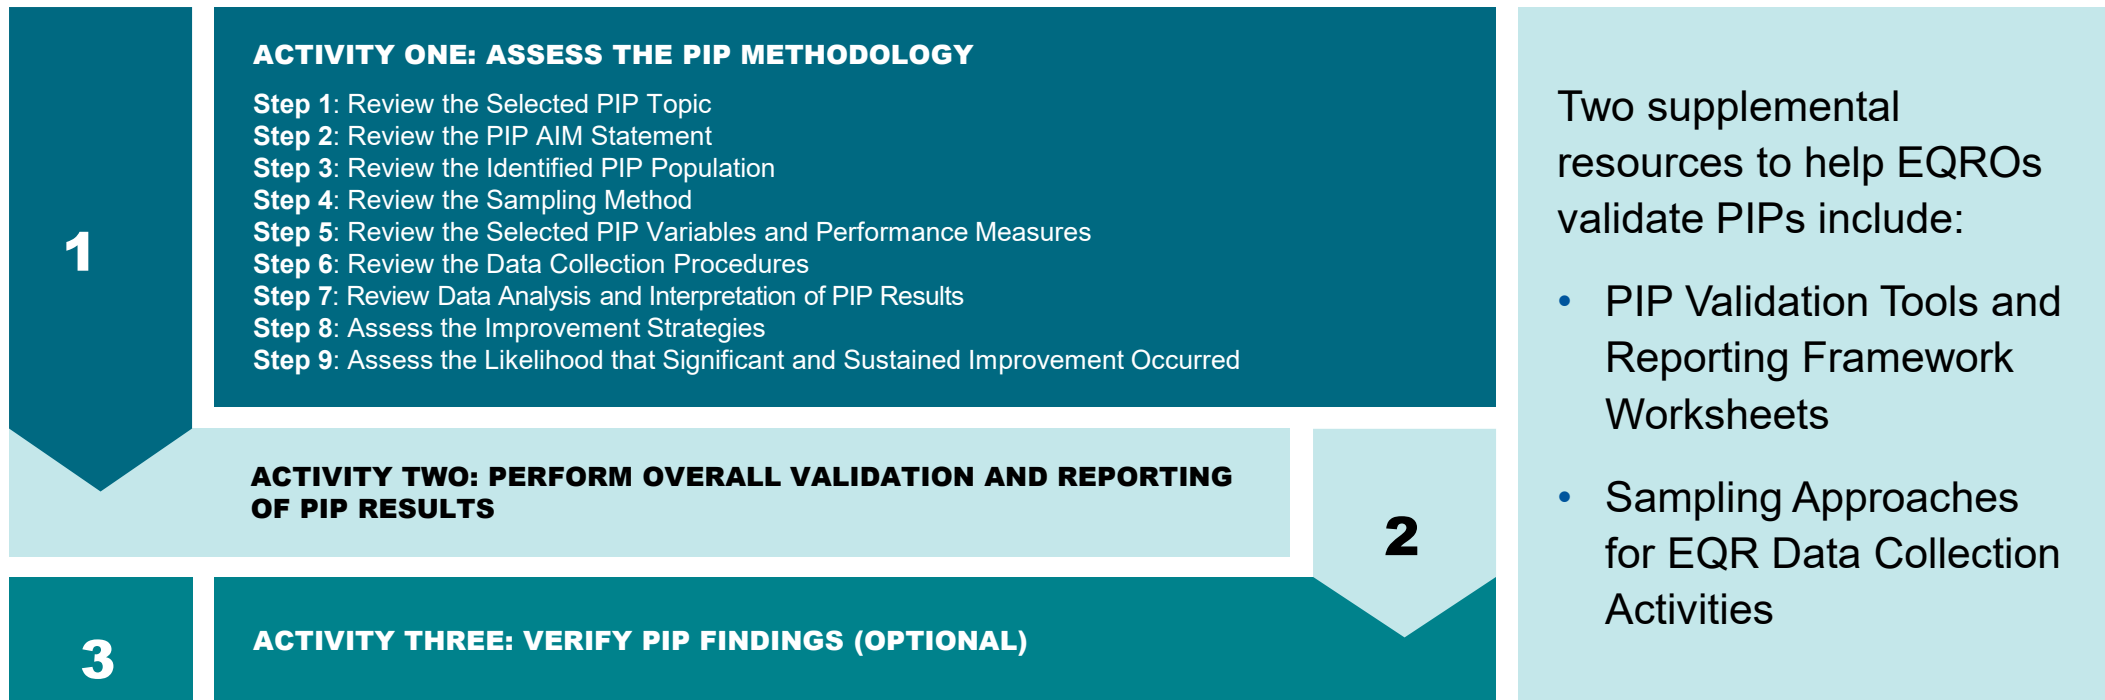 1
ACTIVITY ONE: ASSESS THE PIP METHODOLOGY
Step 1: Review the Selected PIP Topic
Step 2: Review the PIP AIM Statement
Step 3: Review the Identified PIP Population
Step 4: Review the Sampling Method
Step 5: Review the Selected PIP Variables and Performance Measures
Step 6: Review the Data Collection Procedures
Step 7: Review Data Analysis and Interpretation of PIP Results
Step 8: Assess the Improvement Strategies
Step 9: Assess the Likelihood that Significant and Sustained Improvement Occurred
ACTIVITY TWO: PERFORM OVERALL VALIDATION AND REPORTING
OF PIP RESULTS
2
3
ACTIVITY THREE: VERIFY PIP FINDINGS (OPTIONAL)
Two supplemental
resources to help EQROs
validate PIPs include:
• PIP Validation Tools and
Reporting Framework
Worksheets
• Sampling Approaches
for EQR Data Collection
Activities